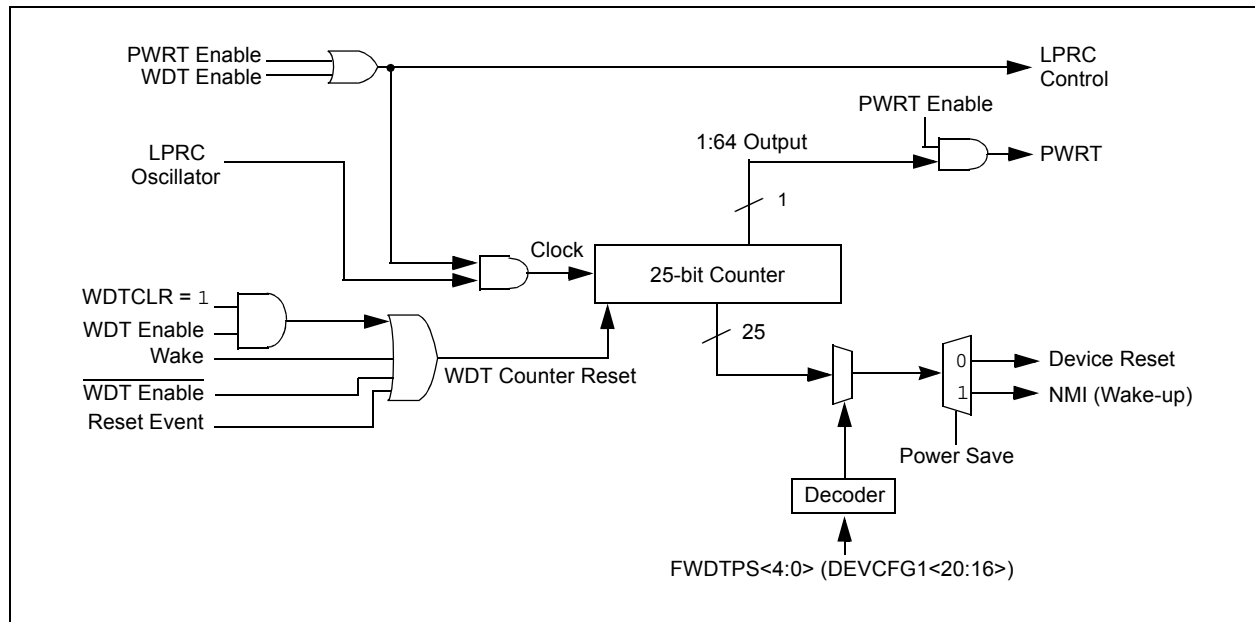 PWRT Enable
WDT Enable
LPRC
Control
PWRT Enable
1:64 Output
PWRT
LPRC
Oscillator
1
Clock
25-bit Counter
WDTCLR = 1
WDT Enable
Wake
WDT Enable
Reset Event
WDT Counter Reset
25
0
Device Reset
1
NMI (Wake-up)
Power Save
Decoder
FWDTPS<4:0> (DEVCFG1<20:16>)